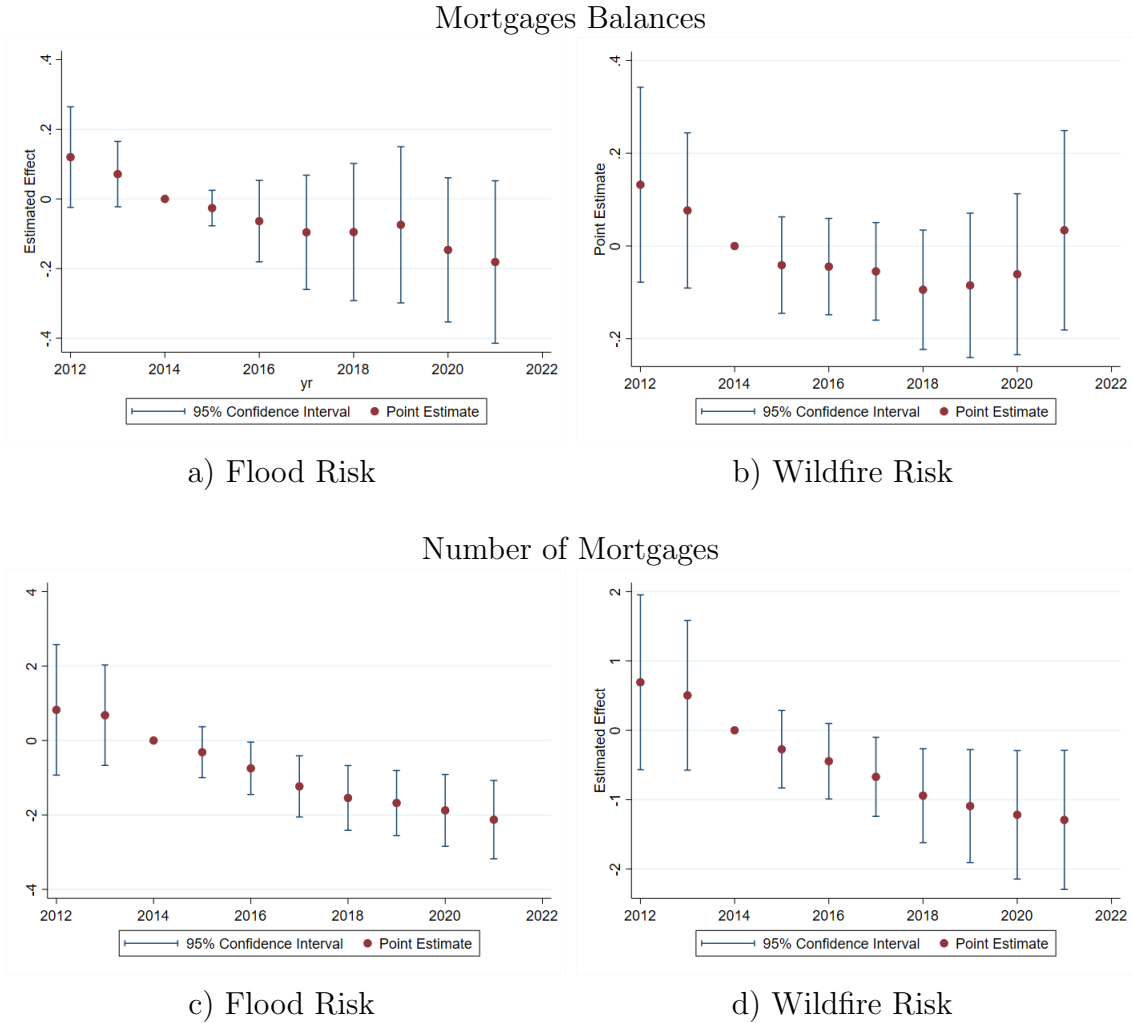 Mortgages Balances
.4
.2
0
-.2
-.4
Estimated Effect
2012 2014 2016 2018 2020 2022
yr
95% Confidence Interval Point Estimate
a) Flood Risk
.4
.2
0
-.2
Point Estimate
2012 2014 2016 2018 2020 2022
95% Confidence Interval Point Estimate
b) Wildfire Risk
Number of Mortgages
4
2
0
-2
-4
2012 2014 2016 2018 2020 2022
95% Confidence Interval Point Estimate
c) Flood Risk
2
1
0
-1
-2
Estimated Effect
2012 2014 2016 2018 2020 2022
95% Confidence Interval Point Estimate
d) Wildfire Risk